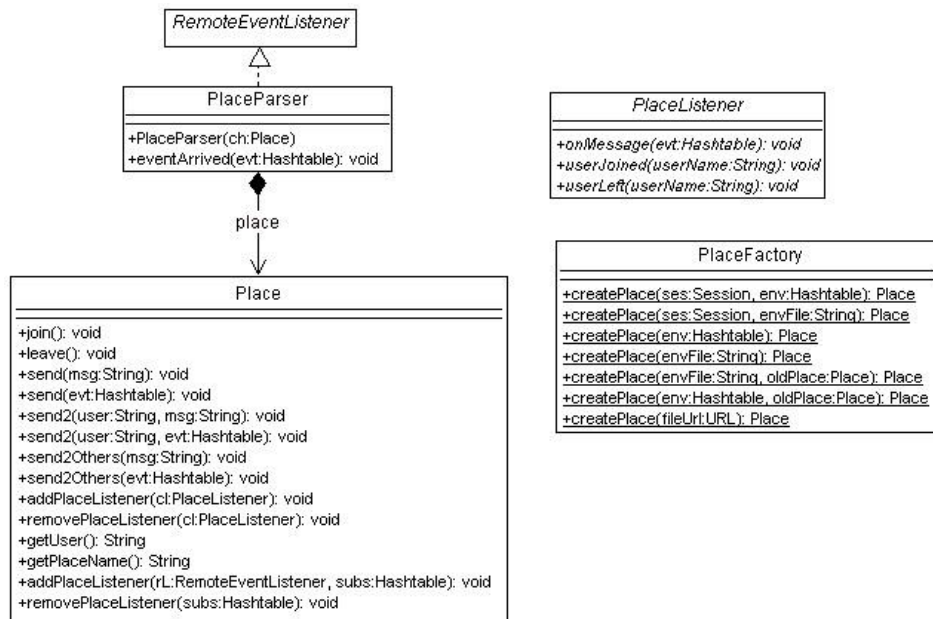 RemoteEventListener
PlaceParser
+PlaceParser(ch:Place)
+eventArrived(evt:Hashtable): void
place
Place
+join(): void
+leave(): void
+send(msg:String): void
+send(evt:Hashtable): void
+send2(user:String, msg:String): void
+send2(user:String, evt:Hashtable): void
+send2Others(msg:String): void
+send2Others(evt:Hashtable): void
+addPlaceListener(cl:PlaceListener): void
+removePlaceListener(cl:PlaceListener): void
+getUser(): String
+getPlaceName(): String
+addPlaceListener(rL:RemoteEventListener, subs:Hashtable): void
+removePlaceListener(subs:Hashtable): void
PlaceListener
+onMessage(evt:Hashtable): void
+userJoined(userName:String): void
+userLeft(userName:String): void
PlaceFactory
+createPlace(ses:Session, env:Hashtable): Place
+createPlace(ses:Session, envFile:String): Place
+createPlace(env:Hashtable): Place
+createPlace(envFile:String): Place
+createPlace(envFile:String, oldPlace:Place): Place
+createPlace(env:Hashtable, oldPlace:Place): Place
+createPlace(fileUrl:URL): Place